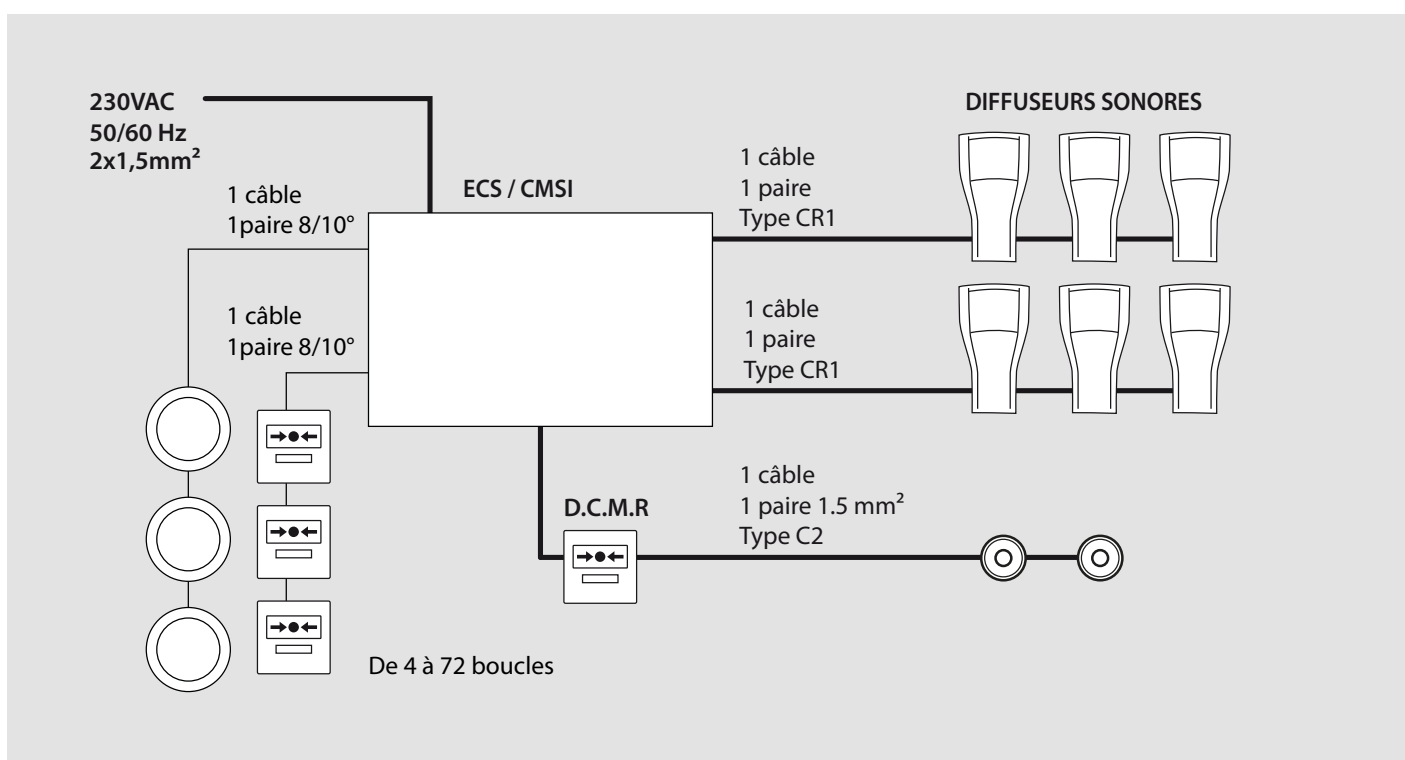 230VAC
50/60 Hz
2x1,5mm²
DIFFUSEURS SONORES
1 câble
1 paire
Type CR1
ECS / CMSI
1 câble
1paire 8/10°
1 câble
1paire 8/10°
1 câble
1 paire
Type CR1
D.C.M.R
1 câble
1 paire 1.5 mm²
Type C2
De 4 à 72 boucles